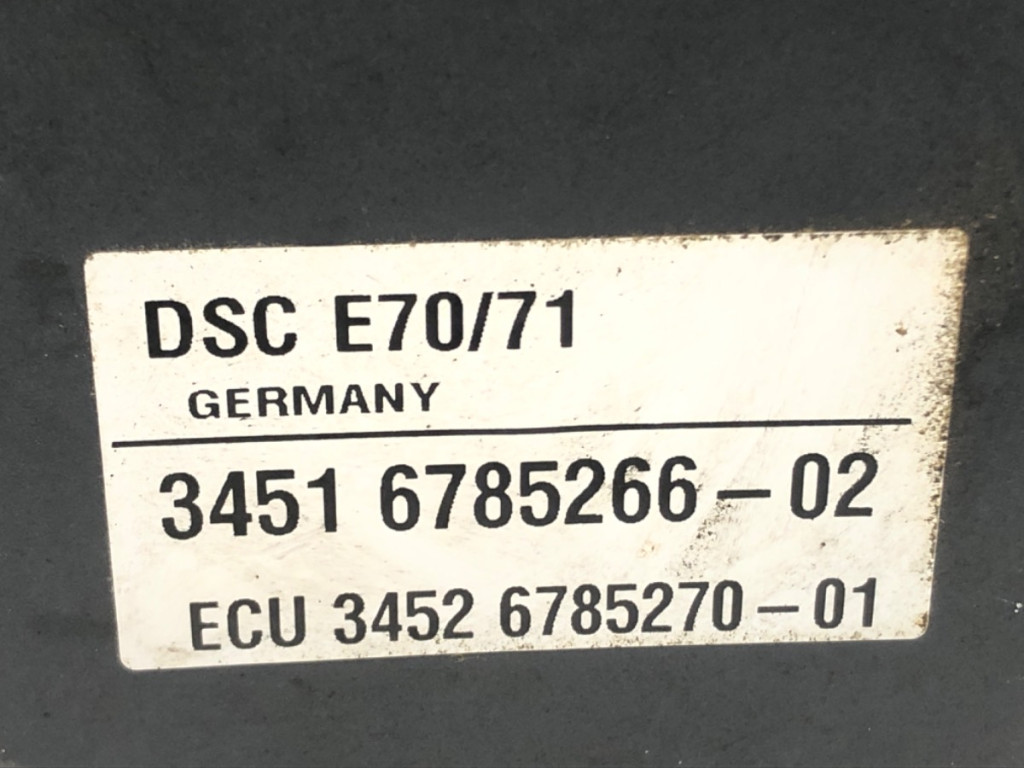 DSC E70/71
GERMANY
3451 6785266-02
ECU 3452 6785270-01